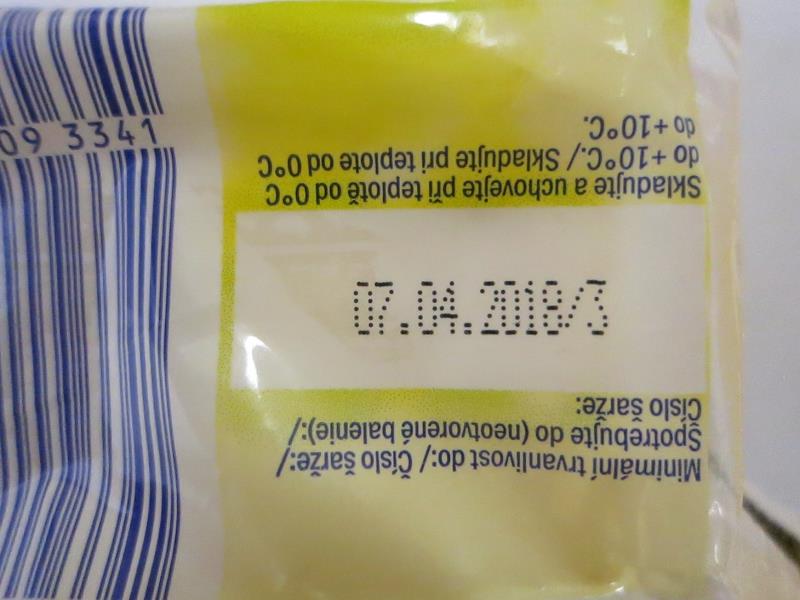 Minimální trvanlivost do:/ Číslo šarže:/
Spotrebujte do (neotvorené balenie):/
Číslo šarže:
07.04.2018/3
Skladujte a uchovejte při teplotě od 0°C
do +10°C./ Skladujte pri teplote od 0°C
do +10°C.
09 3341